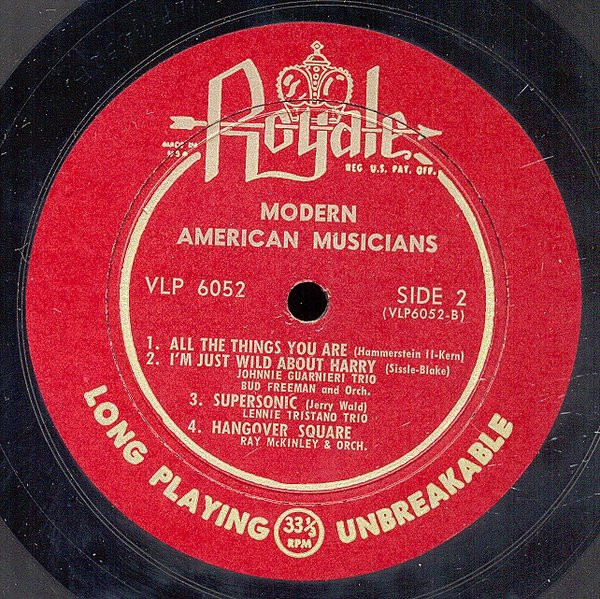 Royale
MADE IN
U S A
REG U.S. PAT. OFF.
MODERN
AMERICAN MUSICIANS
VLP 6052
SIDE 2
(VLP6052-B)
1. ALL THE THINGS YOU ARE (Hammerstein II-Kern)
2. I'M JUST WILD ABOUT HARRY (Sissle-Blake)
JOHNNIE GUARNIERI TRIO
BUD FREEMAN and Orch.
3. SUPERSONIC (Jerry Wald)
LENNIE TRISTANO TRIO
4. HANGOVER SQUARE
RAY McKINLEY & ORCH.
LONG PLAYING 33⅓ RPM UNBREAKABLE